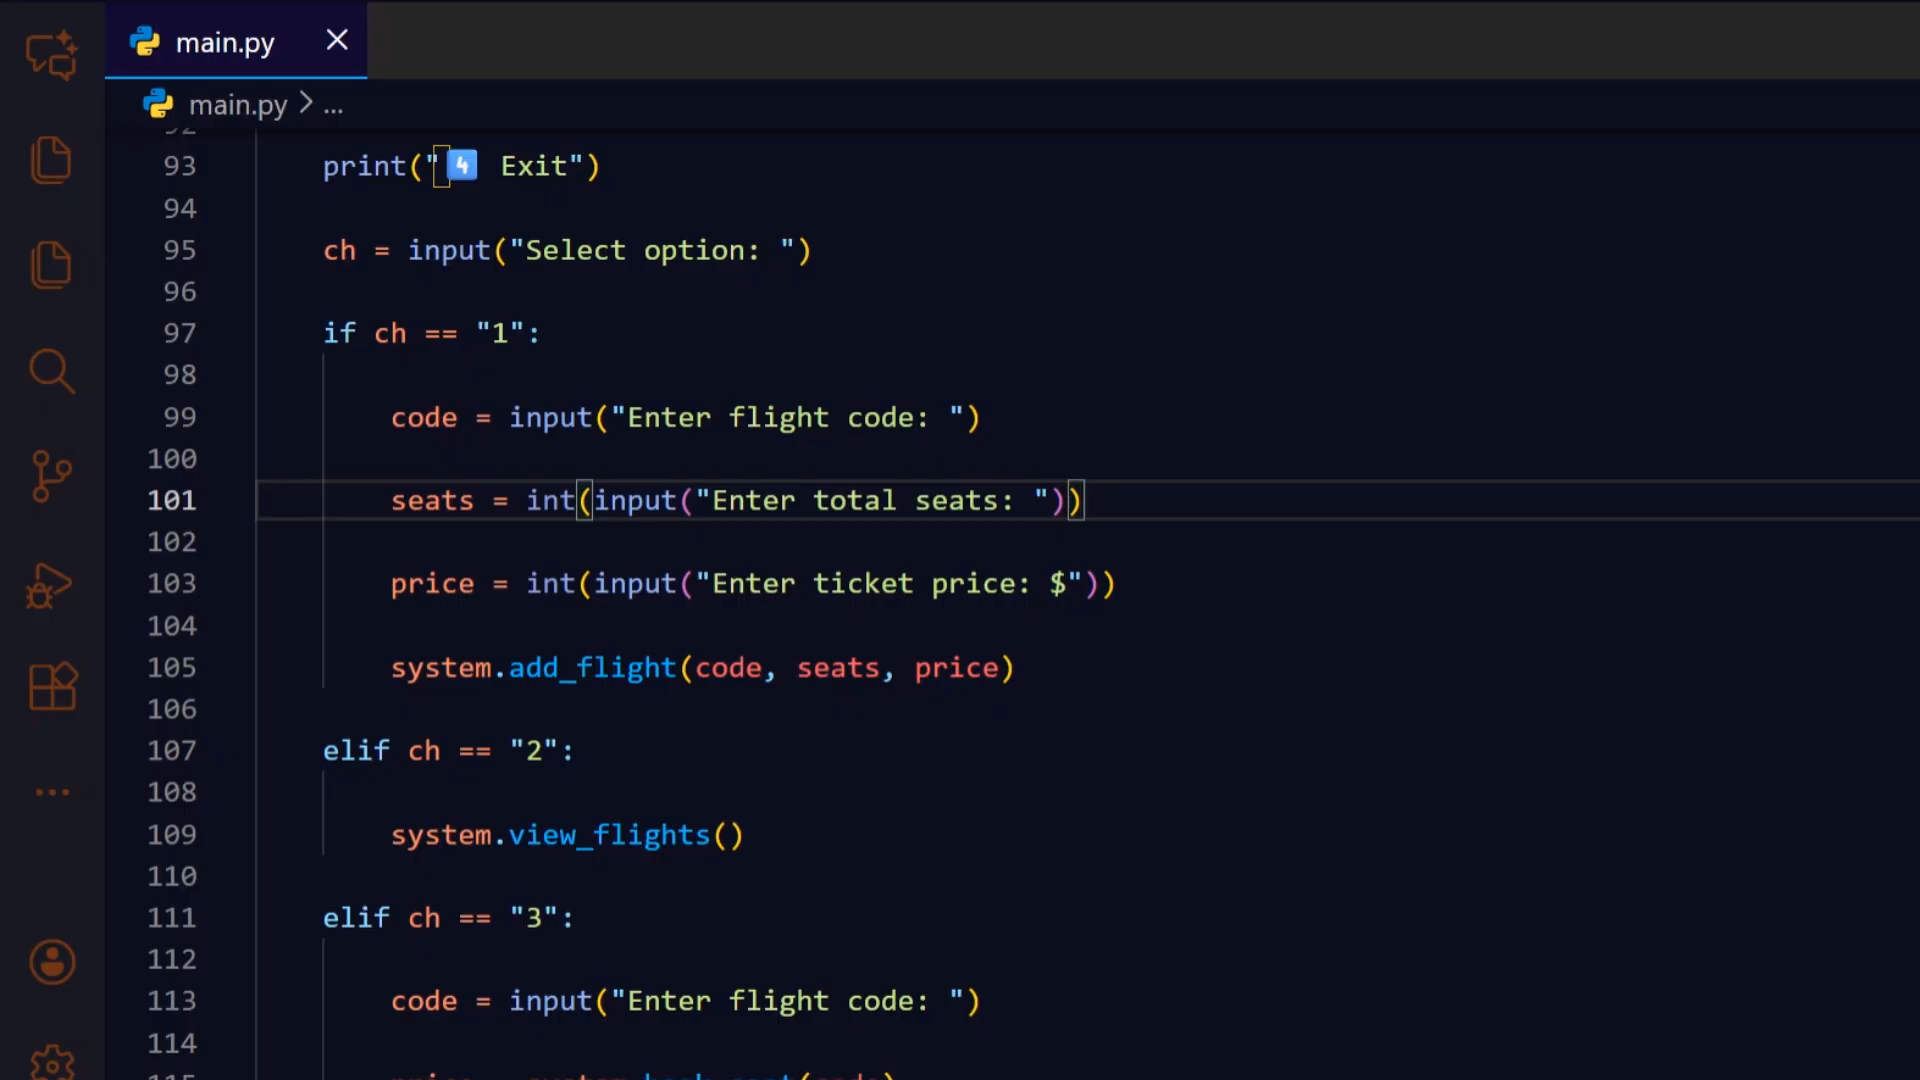 main.py
main.py > ...
93 print("4️⃣ Exit")
94
95 ch = input("Select option: ")
96
97 if ch == "1":
98
99 code = input("Enter flight code: ")
100
101 seats = int(input("Enter total seats: "))
102
103 price = int(input("Enter ticket price: $"))
104
105 system.add_flight(code, seats, price)
106
107 elif ch == "2":
108
109 system.view_flights()
110
111 elif ch == "3":
112
113 code = input("Enter flight code: ")
114